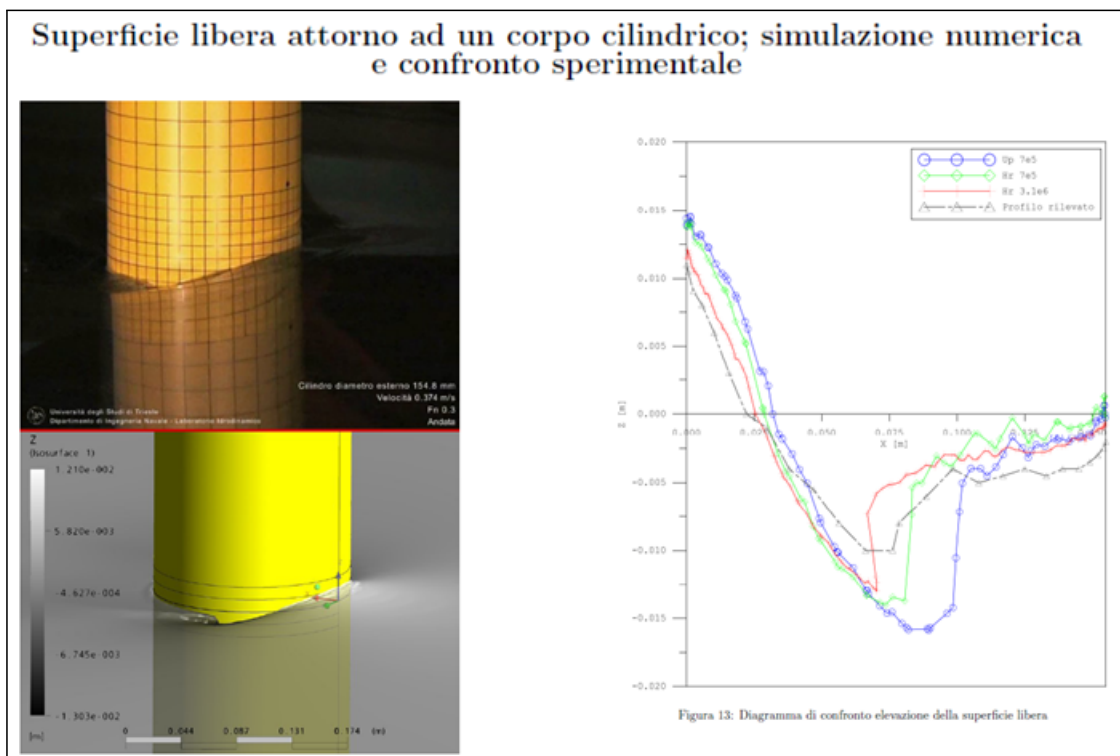 Superficie libera attorno ad un corpo cilindrico; simulazione numerica
e confronto sperimentale
Cilindro diametro esterno 154.8 mm
Velocità 0.374 m/s
Fn 0.3
Andata
Università degli Studi di Trieste
Dipartimento di Ingegneria Navale - Laboratorio Idrodinamico
Z
(Isosurface 1)
1.210e-002
5.820e-003
-4.627e-004
-6.745e-003
-1.303e-002
[m]
0 0.044 0.087 0.131 0.174 (m)
0.020
0.015
0.010
0.005
0.000
-0.005
-0.010
-0.015
-0.020
Z [m]
0.000 0.025 0.050 0.075 0.100 0.125
X [m]
Op 7e5
Hr 7e5
Hr 3.1e6
Profilo rilevato
Figura 13: Diagramma di confronto elevazione della superficie libera